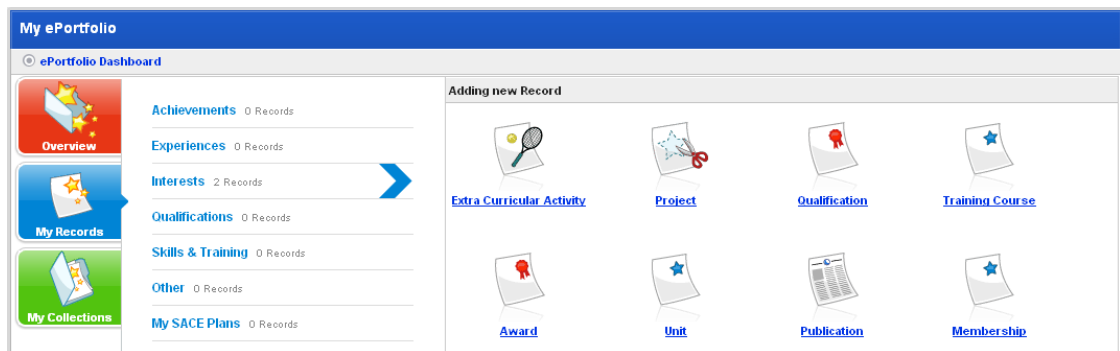 My ePortfolio
ePortfolio Dashboard
Overview
My Records
My Collections
Achievements 0 Records
Experiences 0 Records
Interests 2 Records
Qualifications 0 Records
Skills & Training 0 Records
Other 0 Records
My SACE Plans 0 Records
Adding new Record
Extra Curricular Activity
Project
Qualification
Training Course
Award
Unit
Publication
Membership